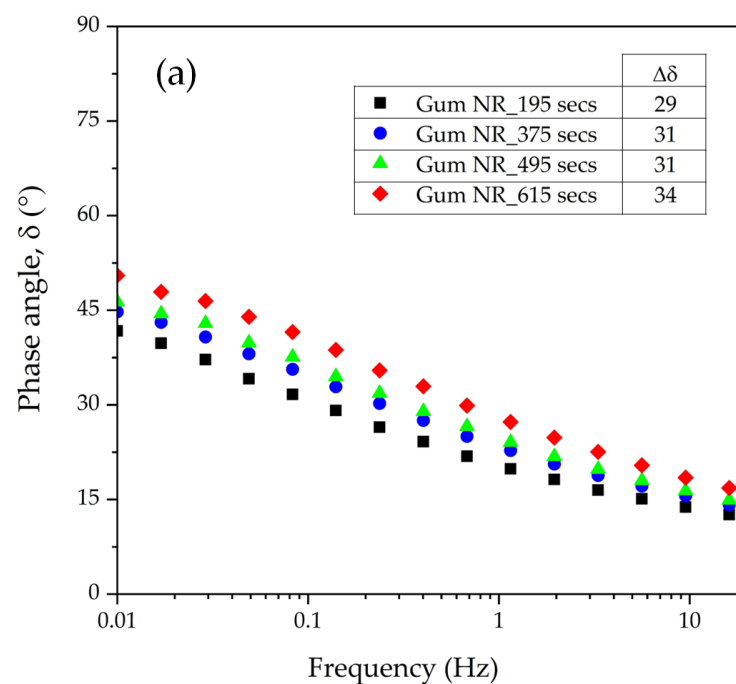 90
(a)
Δδ
Gum NR_195 secs 29
75
Gum NR_375 secs 31
Gum NR_495 secs 31
Gum NR_615 secs 34
60
Phase angle, δ (°)
45
30
15
0
0.01 0.1 1 10
Frequency (Hz)